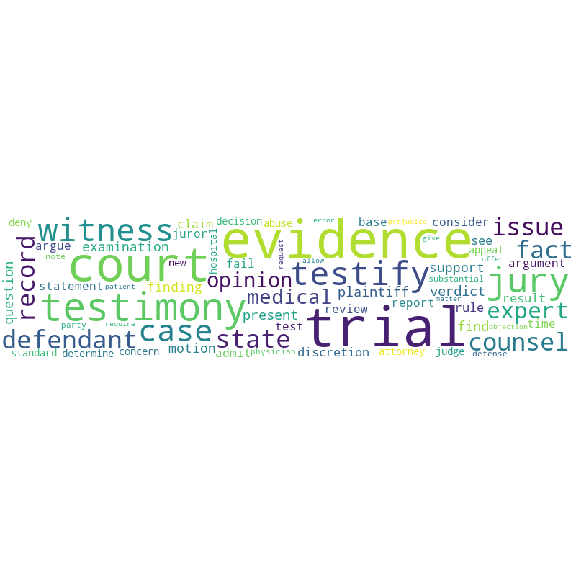 deny
witness
claim
decision
abuse
error
base
prejudice
consider
issue
juror
evidence
argue
examination
hospital
request
give
see
appeal
fact
note
court
new
fail
allow
testify
support
offer
argument
record
statement
patient
finding
opinion
plaintiff
verdict
result
jury
question
testimony
medical
report
matter
rule
expert
party
require
present
test
review
trial
find
objection
time
defendant
case
state
counsel
standard
determine
concern
motion
admit
physician
discretion
attorney
judge
defense
substantial